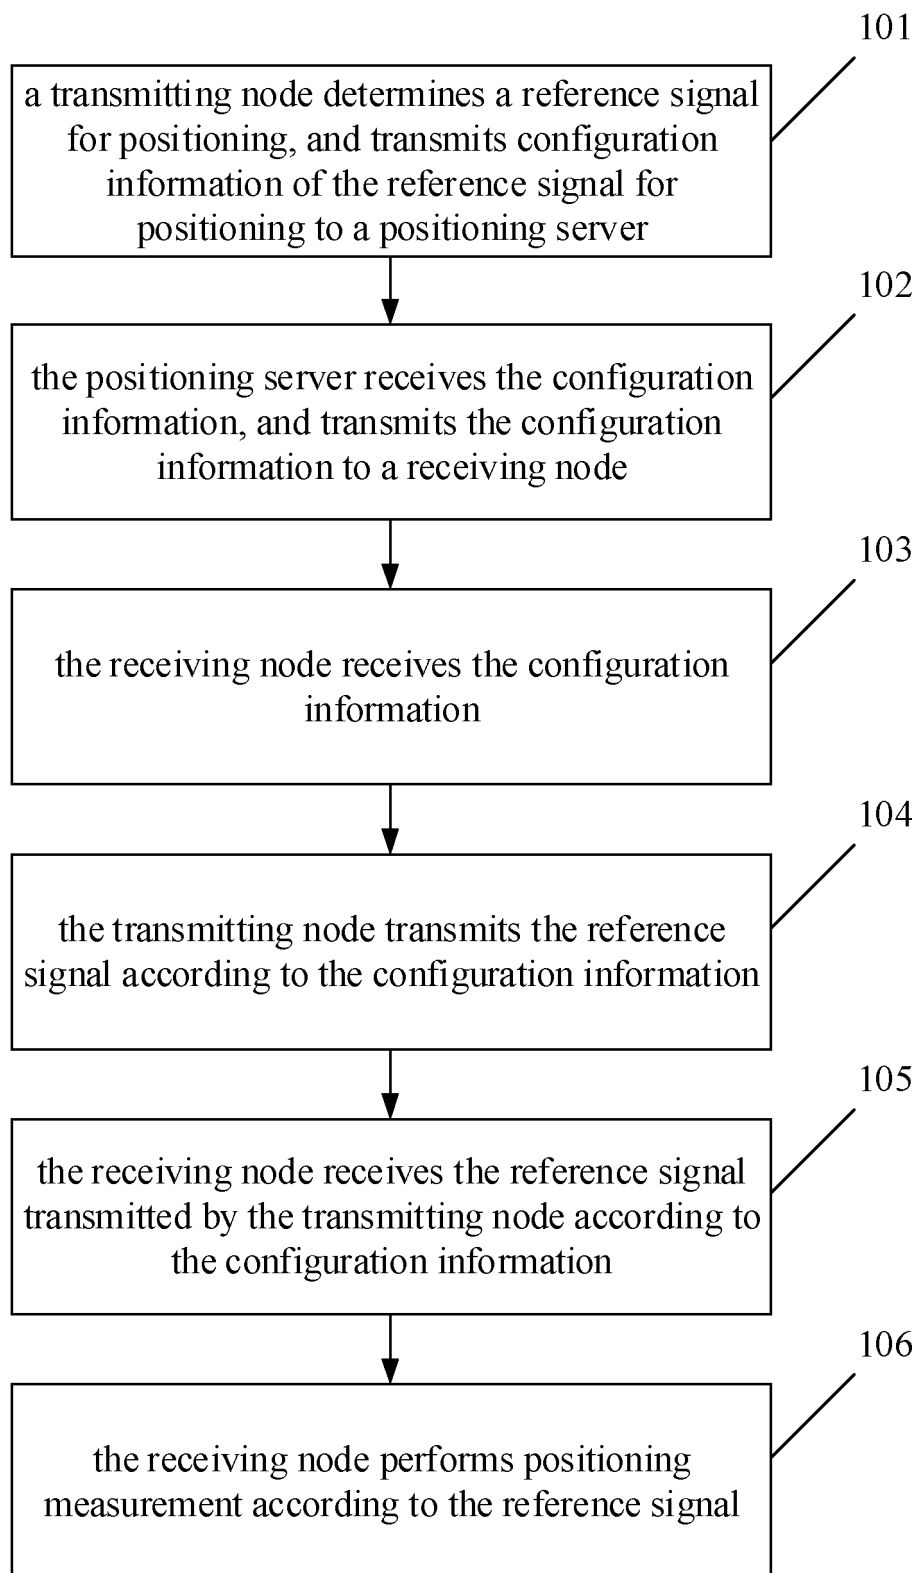 101
a transmitting node determines a reference signal
for positioning, and transmits configuration
information of the reference signal for
positioning to a positioning server
102
the positioning server receives the configuration
information, and transmits the configuration
information to a receiving node
103
the receiving node receives the configuration
information
104
the transmitting node transmits the reference
signal according to the configuration information
105
the receiving node receives the reference signal
transmitted by the transmitting node according to
the configuration information
106
the receiving node performs positioning
measurement according to the reference signal